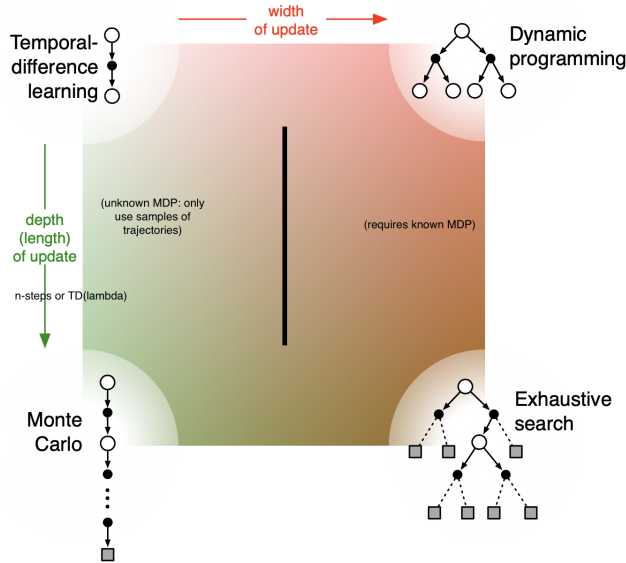 width
of update
Temporal-
difference
learning
Dynamic
programming
(unknown MDP: only
use samples of
trajectories)
(requires known MDP)
depth
(length)
of update
n-steps or TD(lambda)
Monte
Carlo
Exhaustive
search